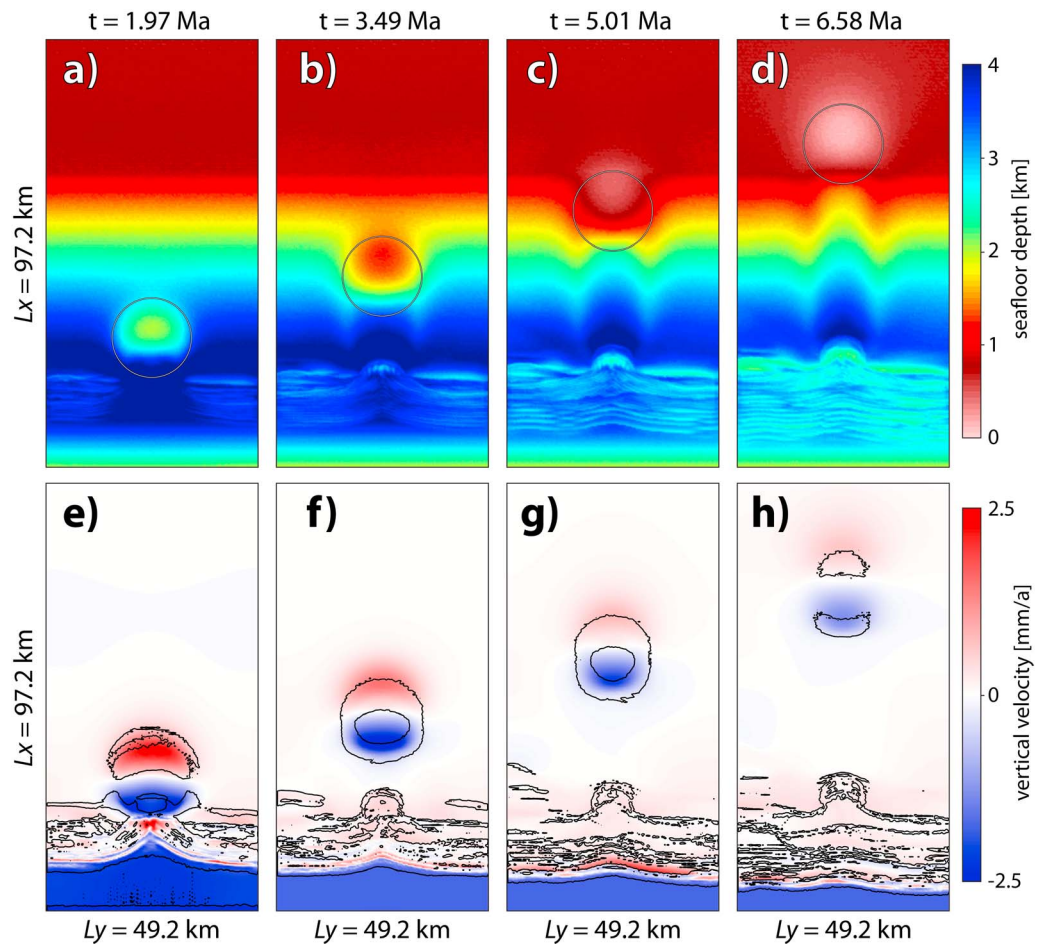 t = 1.97 Ma
t = 3.49 Ma
t = 5.01 Ma
t = 6.58 Ma
a)
b)
c)
d)
Lx = 97.2 km
4
3
2
1
0
seafloor depth [km]
e)
f)
g)
h)
Lx = 97.2 km
2.5
0
-2.5
vertical velocity [mm/a]
Ly = 49.2 km
Ly = 49.2 km
Ly = 49.2 km
Ly = 49.2 km